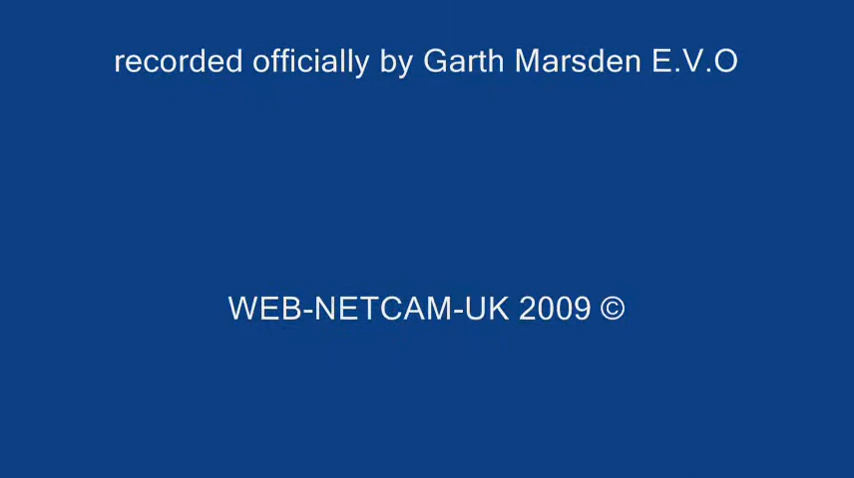 recorded officially by Garth Marsden E.V.O
WEB-NETCAM-UK 2009 ©